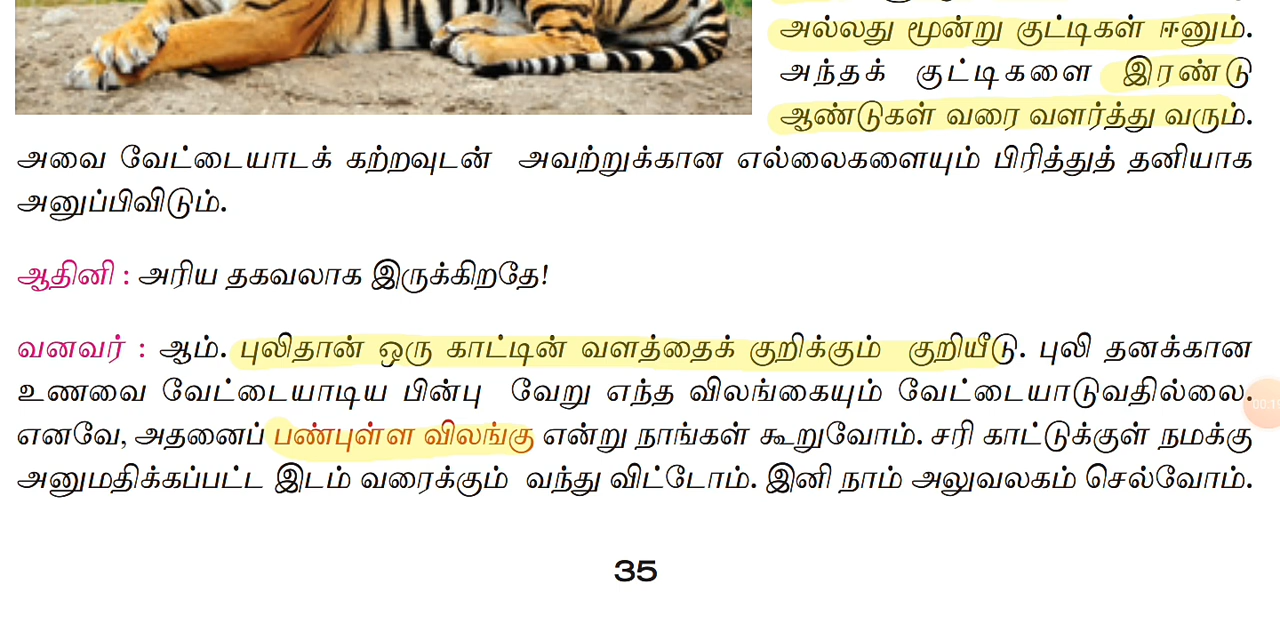 அல்லது மூன்று குட்டிகள் ஈனும்.
அந்தக் குட்டிகளை இரண்டு
ஆண்டுகள் வரை வளர்த்து வரும்.
அவை வேட்டையாடக் கற்றவுடன் அவற்றுக்கான எல்லைகளையும் பிரித்துத் தனியாக
அனுப்பிவிடும்.
ஆதினி : அரிய தகவலாக இருக்கிறதே!
வனவர் : ஆம். புலிதான் ஒரு காட்டின் வளத்தைக் குறிக்கும் குறியீடு. புலி தனக்கான
உணவை வேட்டையாடிய பின்பு வேறு எந்த விலங்கையும் வேட்டையாடுவதில்லை.
எனவே, அதனைப் பண்புள்ள விலங்கு என்று நாங்கள் கூறுவோம். சரி காட்டுக்குள் நமக்கு
அனுமதிக்கப்பட்ட இடம் வரைக்கும் வந்து விட்டோம். இனி நாம் அலுவலகம் செல்வோம்.
35